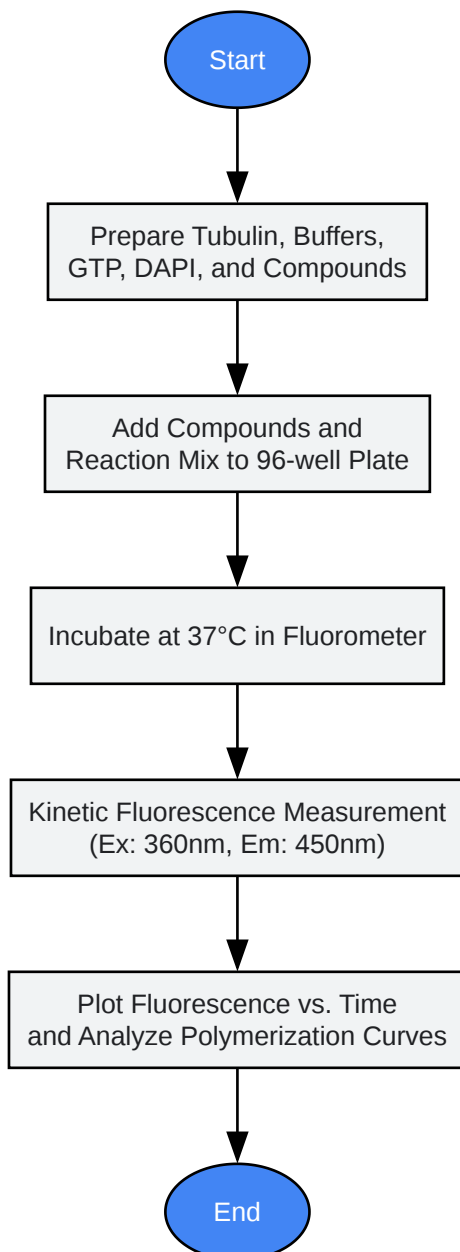 Start
Prepare Tubulin, Buffers,
GTP, DAPI, and Compounds
Add Compounds and
Reaction Mix to 96-well Plate
Incubate at 37°C in Fluorometer
Kinetic Fluorescence Measurement
(Ex: 360nm, Em: 450nm)
Plot Fluorescence vs. Time
and Analyze Polymerization Curves
End